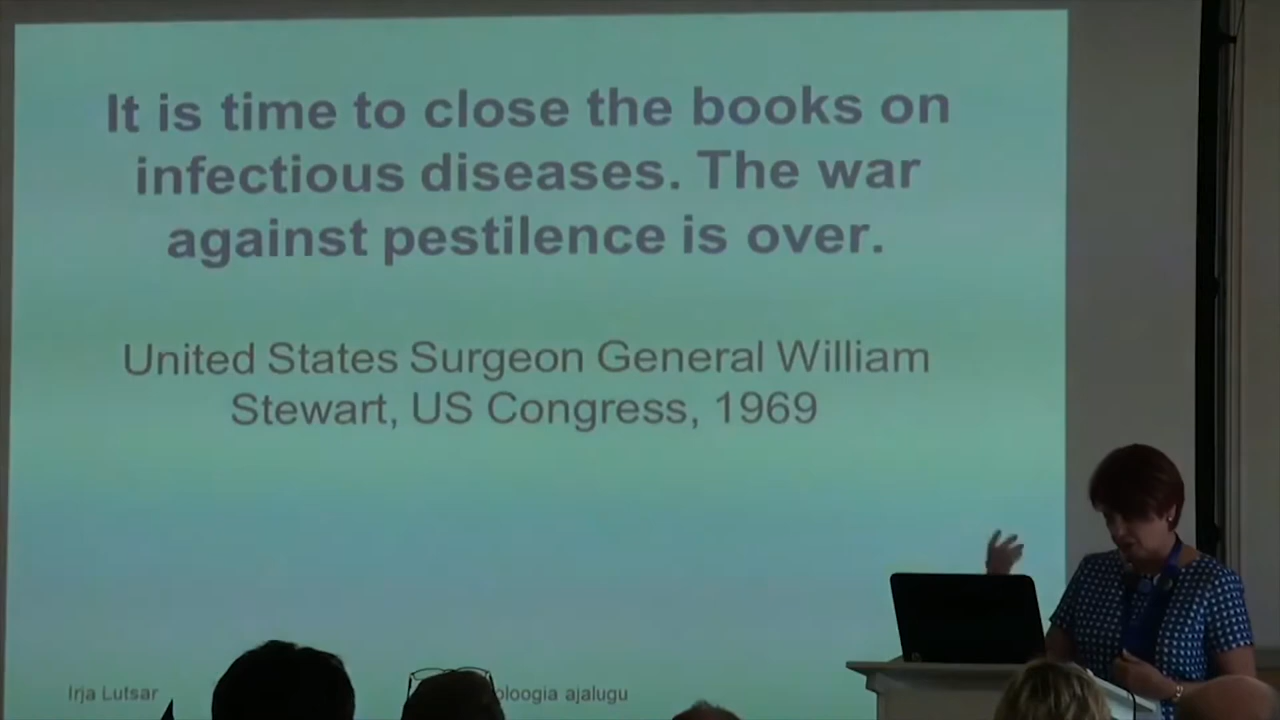 It is time to close the books on
infectious diseases. The war
against pestilence is over.
United States Surgeon General William
Stewart, US Congress, 1969
Irja Lutsar
ajalugu